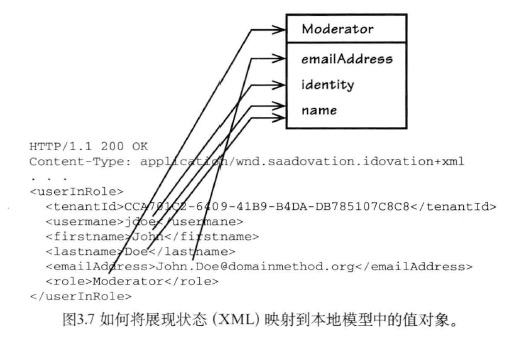 Moderator
emailAddress
identity
name
HTTP/1.1 200 OK
Content-Type: application/wnd.saadovation.idovation+xml
. . .
<userInRole>
<tenantId>CCA701C2-6409-41B9-B4DA-DB785107C8C8</tenantId>
<usermane>jdoe</usermane>
<firstname>John</firstname>
<lastname>Doe</lastname>
<emailAddress>John.Doe@domainmethod.org</emailAddress>
<role>Moderator</role>
</userInRole>
图3.7 如何将展现状态（XML）映射到本地模型中的值对象。